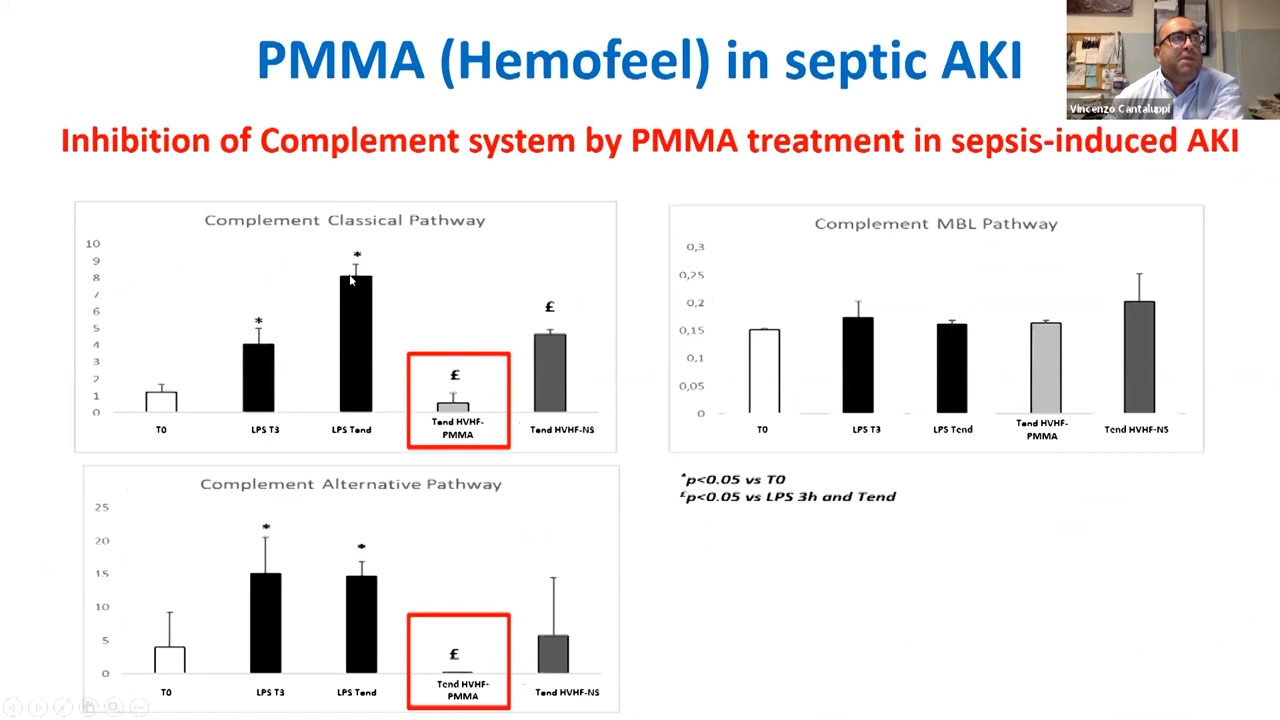 PMMA (Hemofeel) in septic AKI
Vincenzo Cantaluppi
Inhibition of Complement system by PMMA treatment in sepsis-induced AKI
Complement Classical Pathway
10
9
8
7
6
5
4
3
2
1
0
*
*
£
£
T0
LPS T3
LPS Tend
Tend HVHF-
PMMA
Tend HVHF-NS
Complement MBL Pathway
0,3
0,25
0,2
0,15
0,1
0,05
0
T0
LPS T3
LPS Tend
Tend HVHF-
PMMA
Tend HVHF-NS
Complement Alternative Pathway
25
20
15
10
5
0
*
*
£
T0
LPS T3
LPS Tend
Tend HVHF-
PMMA
Tend HVHF-NS
*p<0.05 vs T0
£p<0.05 vs LPS 3h and Tend